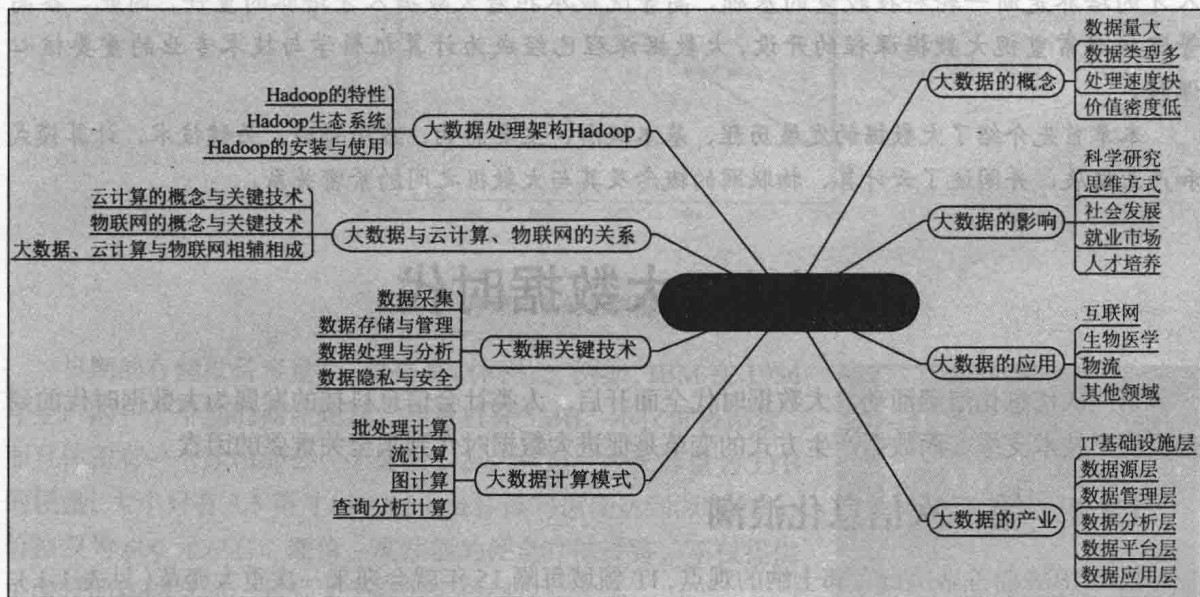 大数据处理架构Hadoop
Hadoop的特性
Hadoop生态系统
Hadoop的安装与使用
大数据与云计算、物联网的关系
云计算的概念与关键技术
物联网的概念与关键技术
大数据、云计算与物联网相辅相成
大数据关键技术
数据采集
数据存储与管理
数据处理与分析
数据隐私与安全
大数据计算模式
批处理计算
流计算
图计算
查询分析计算
大数据的概念
数据量大
数据类型多
处理速度快
价值密度低
大数据的影响
科学研究
思维方式
社会发展
就业市场
人才培养
大数据的应用
互联网
生物医学
物流
其他领域
大数据的产业
IT基础设施层
数据源层
数据管理层
数据分析层
数据平台层
数据应用层